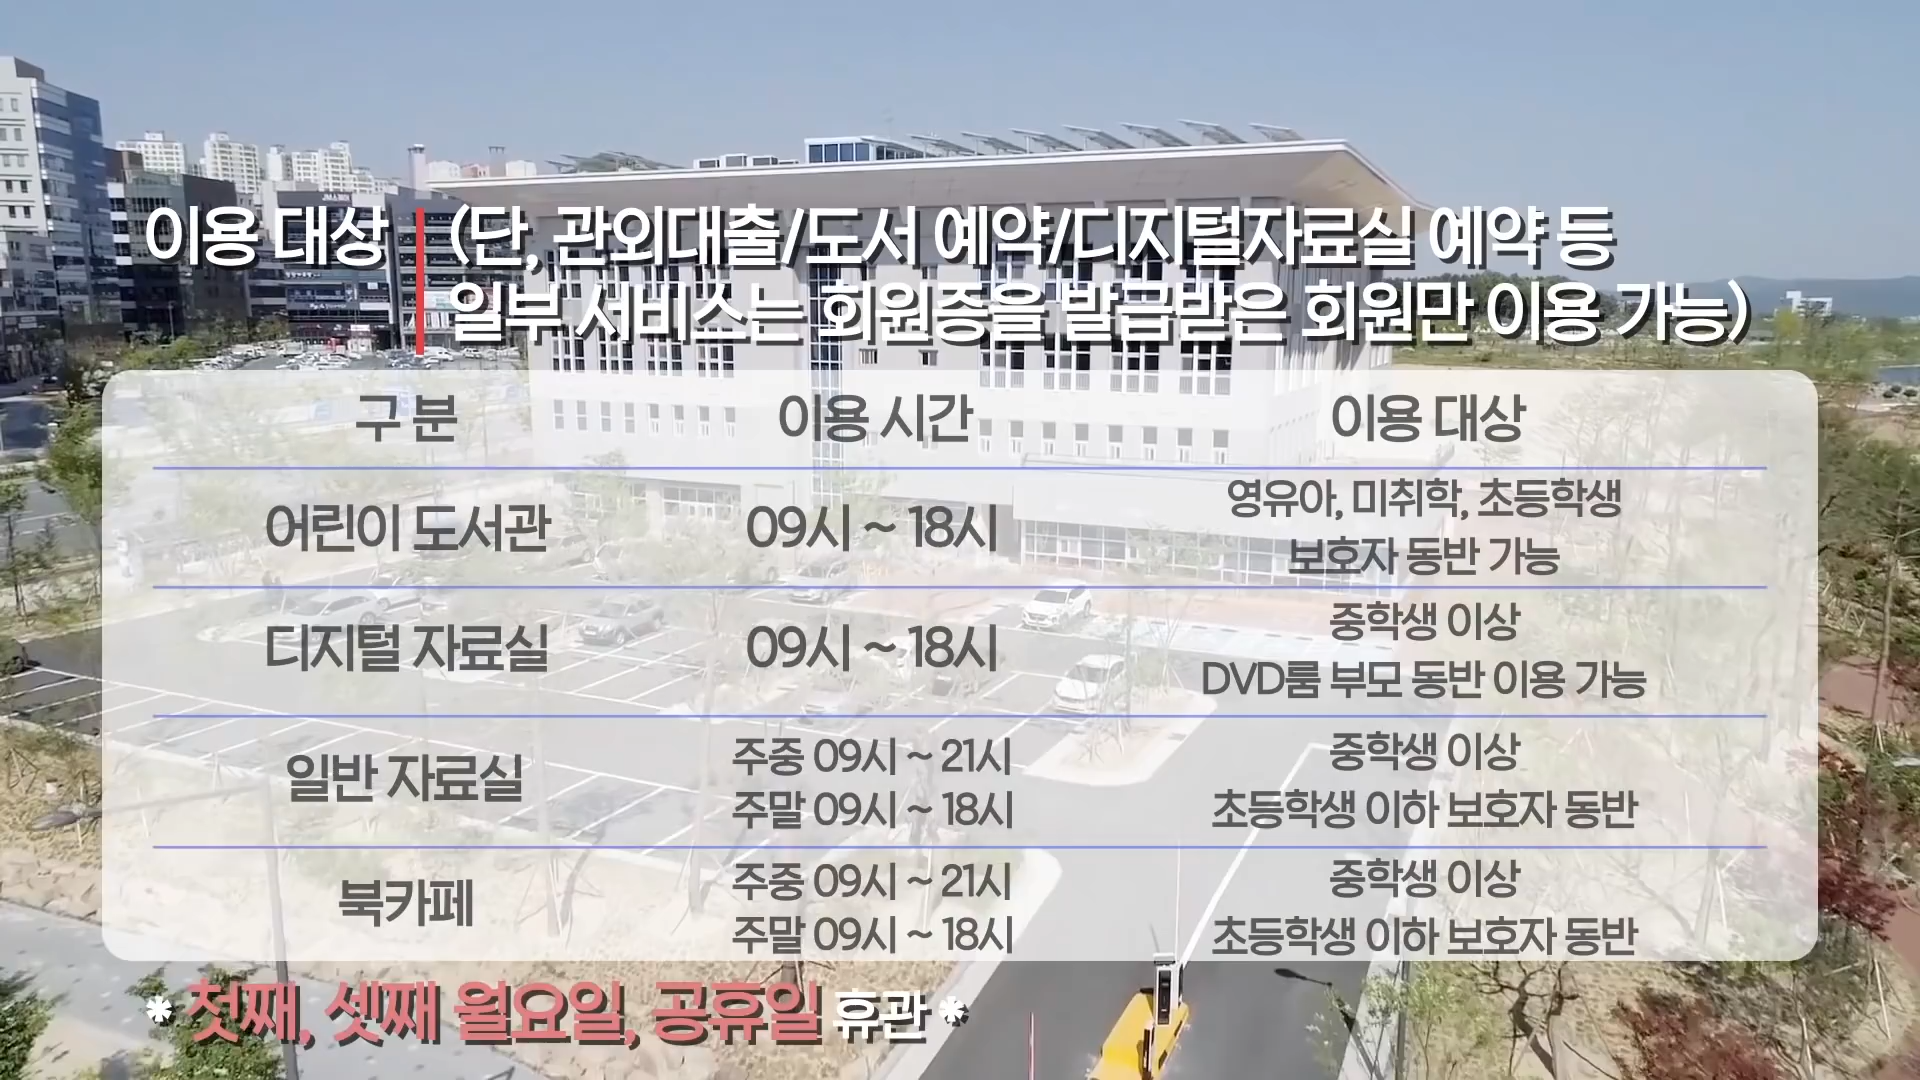 이용 대상
(단, 관외대출/도서 예약/디지털자료실 예약 등
일부 서비스는 회원증을 발급받은 회원만 이용 가능)
구 분 이용 시간 이용 대상
어린이 도서관 09시 ~ 18시 영유아, 미취학, 초등학생
보호자 동반 가능
디지털 자료실 09시 ~ 18시 중학생 이상
DVD룸 부모 동반 이용 가능
일반 자료실 주중 09시 ~ 21시 중학생 이상
주말 09시 ~ 18시 초등학생 이하 보호자 동반
북카페 주중 09시 ~ 21시 중학생 이상
주말 09시 ~ 18시 초등학생 이하 보호자 동반
* 첫째, 셋째 월요일, 공휴일 휴관 *